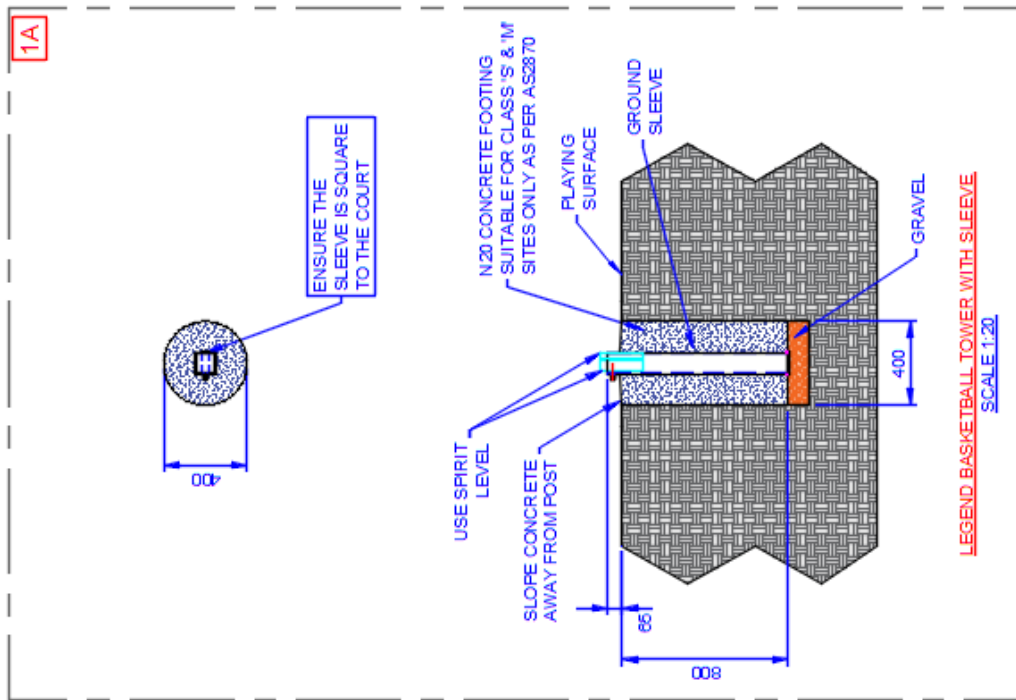 1A
ENSURE THE
SLEEVE IS SQUARE
TO THE COURT
400
USE SPIRIT
LEVEL
N20 CONCRETE FOOTING
SUITABLE FOR CLASS 'S' & 'M'
SITES ONLY AS PER AS2870
SLOPE CONCRETE
AWAY FROM POST
PLAYING
SURFACE
GROUND
SLEEVE
65
800
400
GRAVEL
LEGEND BASKETBALL TOWER WITH SLEEVE
SCALE 1:20